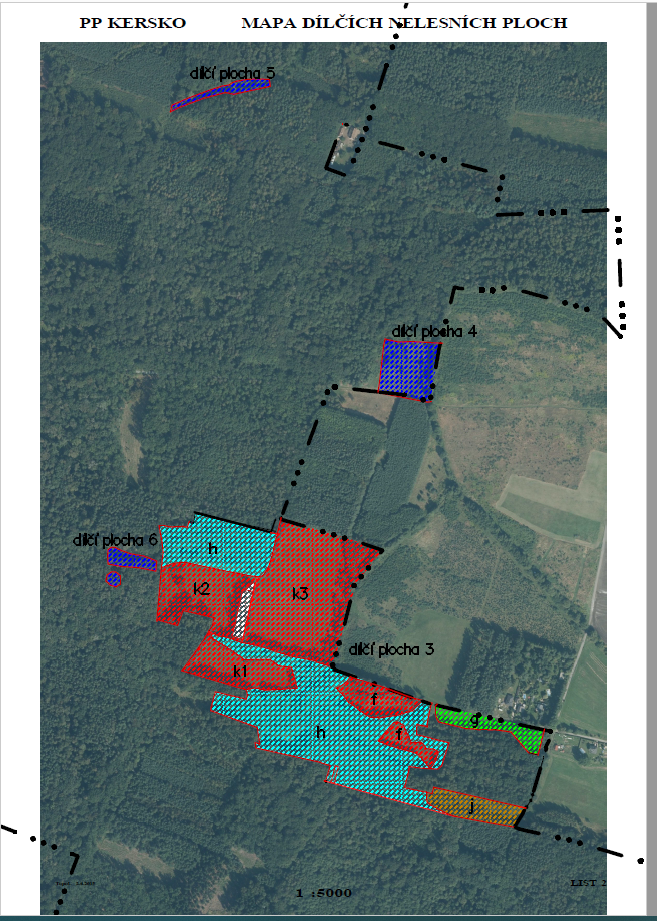 PP KERSKO MAPA DÍLČÍCH NELESNÍCH PLOCH
dílčí plocha 5
dílčí plocha 4
dílčí plocha 6
h
k2
k3
dílčí plocha 3
k1
f
g
f
h
j
LIST 2
1 :5000